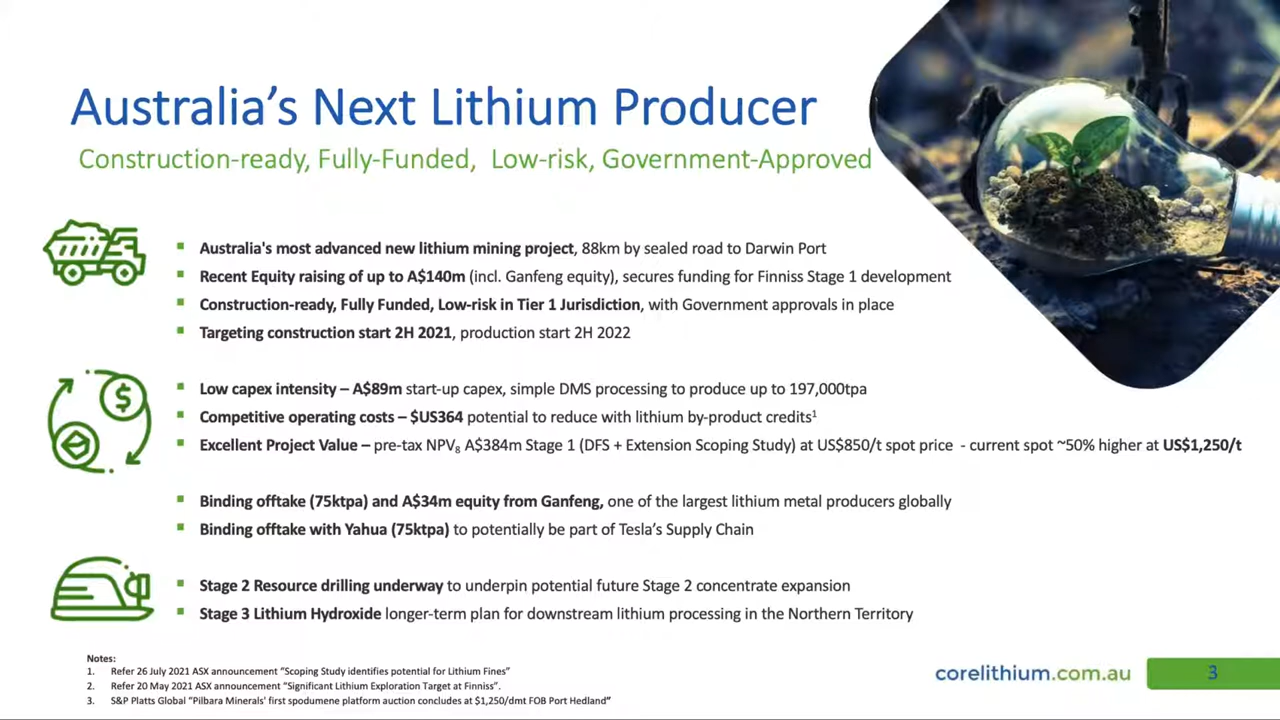 Australia's Next Lithium Producer
Construction-ready, Fully-Funded, Low-risk, Government-Approved
▪ Australia's most advanced new lithium mining project, 88km by sealed road to Darwin Port
▪ Recent Equity raising of up to A$140m (incl. Ganfeng equity), secures funding for Finniss Stage 1 development
▪ Construction-ready, Fully Funded, Low-risk in Tier 1 Jurisdiction, with Government approvals in place
▪ Targeting construction start 2H 2021, production start 2H 2022
▪ Low capex intensity – A$89m start-up capex, simple DMS processing to produce up to 197,000tpa
▪ Competitive operating costs – $US364 potential to reduce with lithium by-product credits¹
▪ Excellent Project Value – pre-tax NPV₈ A$384m Stage 1 (DFS + Extension Scoping Study) at US$850/t spot price - current spot ~50% higher at US$1,250/t
▪ Binding offtake (75ktpa) and A$34m equity from Ganfeng, one of the largest lithium metal producers globally
▪ Binding offtake with Yahua (75ktpa) to potentially be part of Tesla's Supply Chain
▪ Stage 2 Resource drilling underway to underpin potential future Stage 2 concentrate expansion
▪ Stage 3 Lithium Hydroxide longer-term plan for downstream lithium processing in the Northern Territory
Notes:
1. Refer 26 July 2021 ASX announcement "Scoping Study identifies potential for Lithium Fines"
2. Refer 20 May 2021 ASX announcement "Significant Lithium Exploration Target at Finniss".
3. S&P Platts Global "Pilbara Minerals' first spodumene platform auction concludes at $1,250/dmt FOB Port Hedland"
corelithium.com.au
3